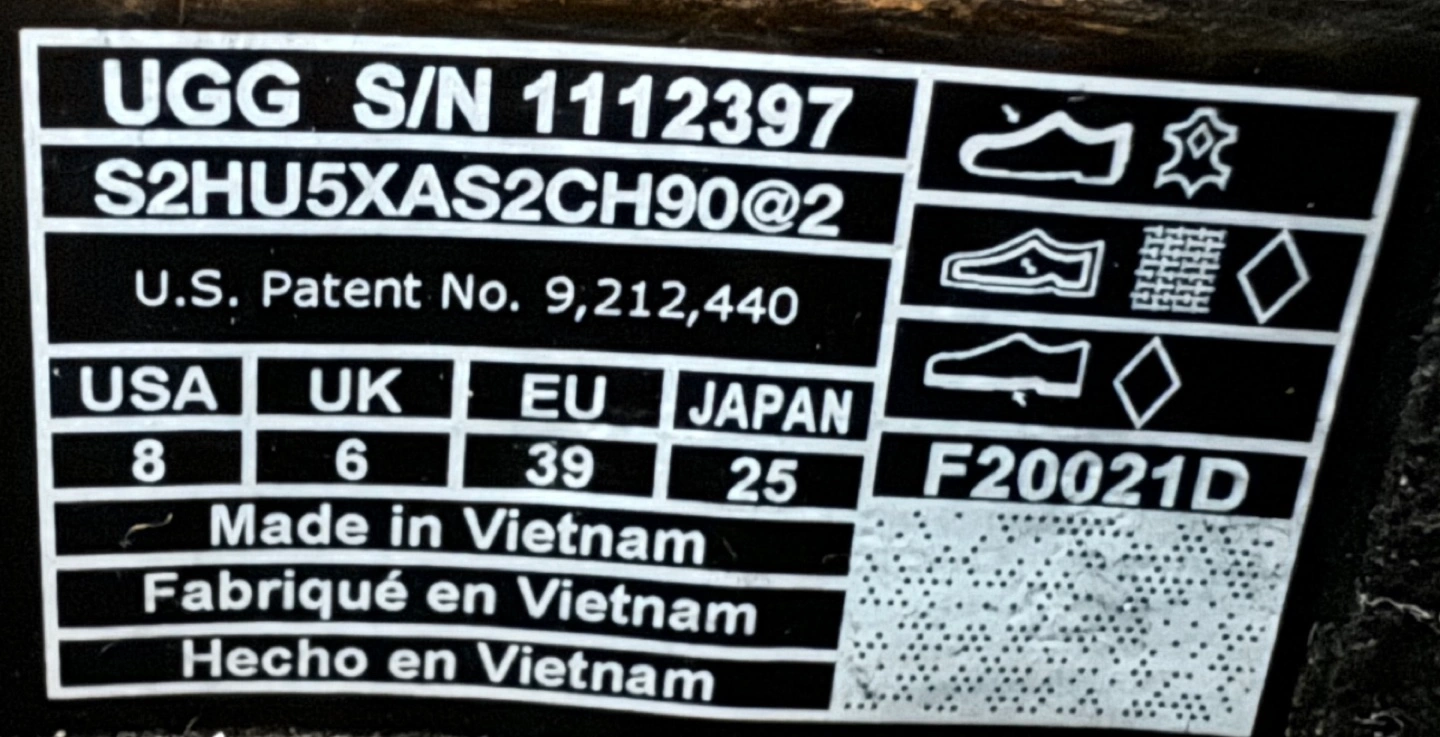 UGG S/N 1112397
S2HU5XAS2CH90@2
U.S. Patent No. 9,212,440
USA UK EU JAPAN
8 6 39 25
Made in Vietnam
Fabriqué en Vietnam
Hecho en Vietnam
F20021D